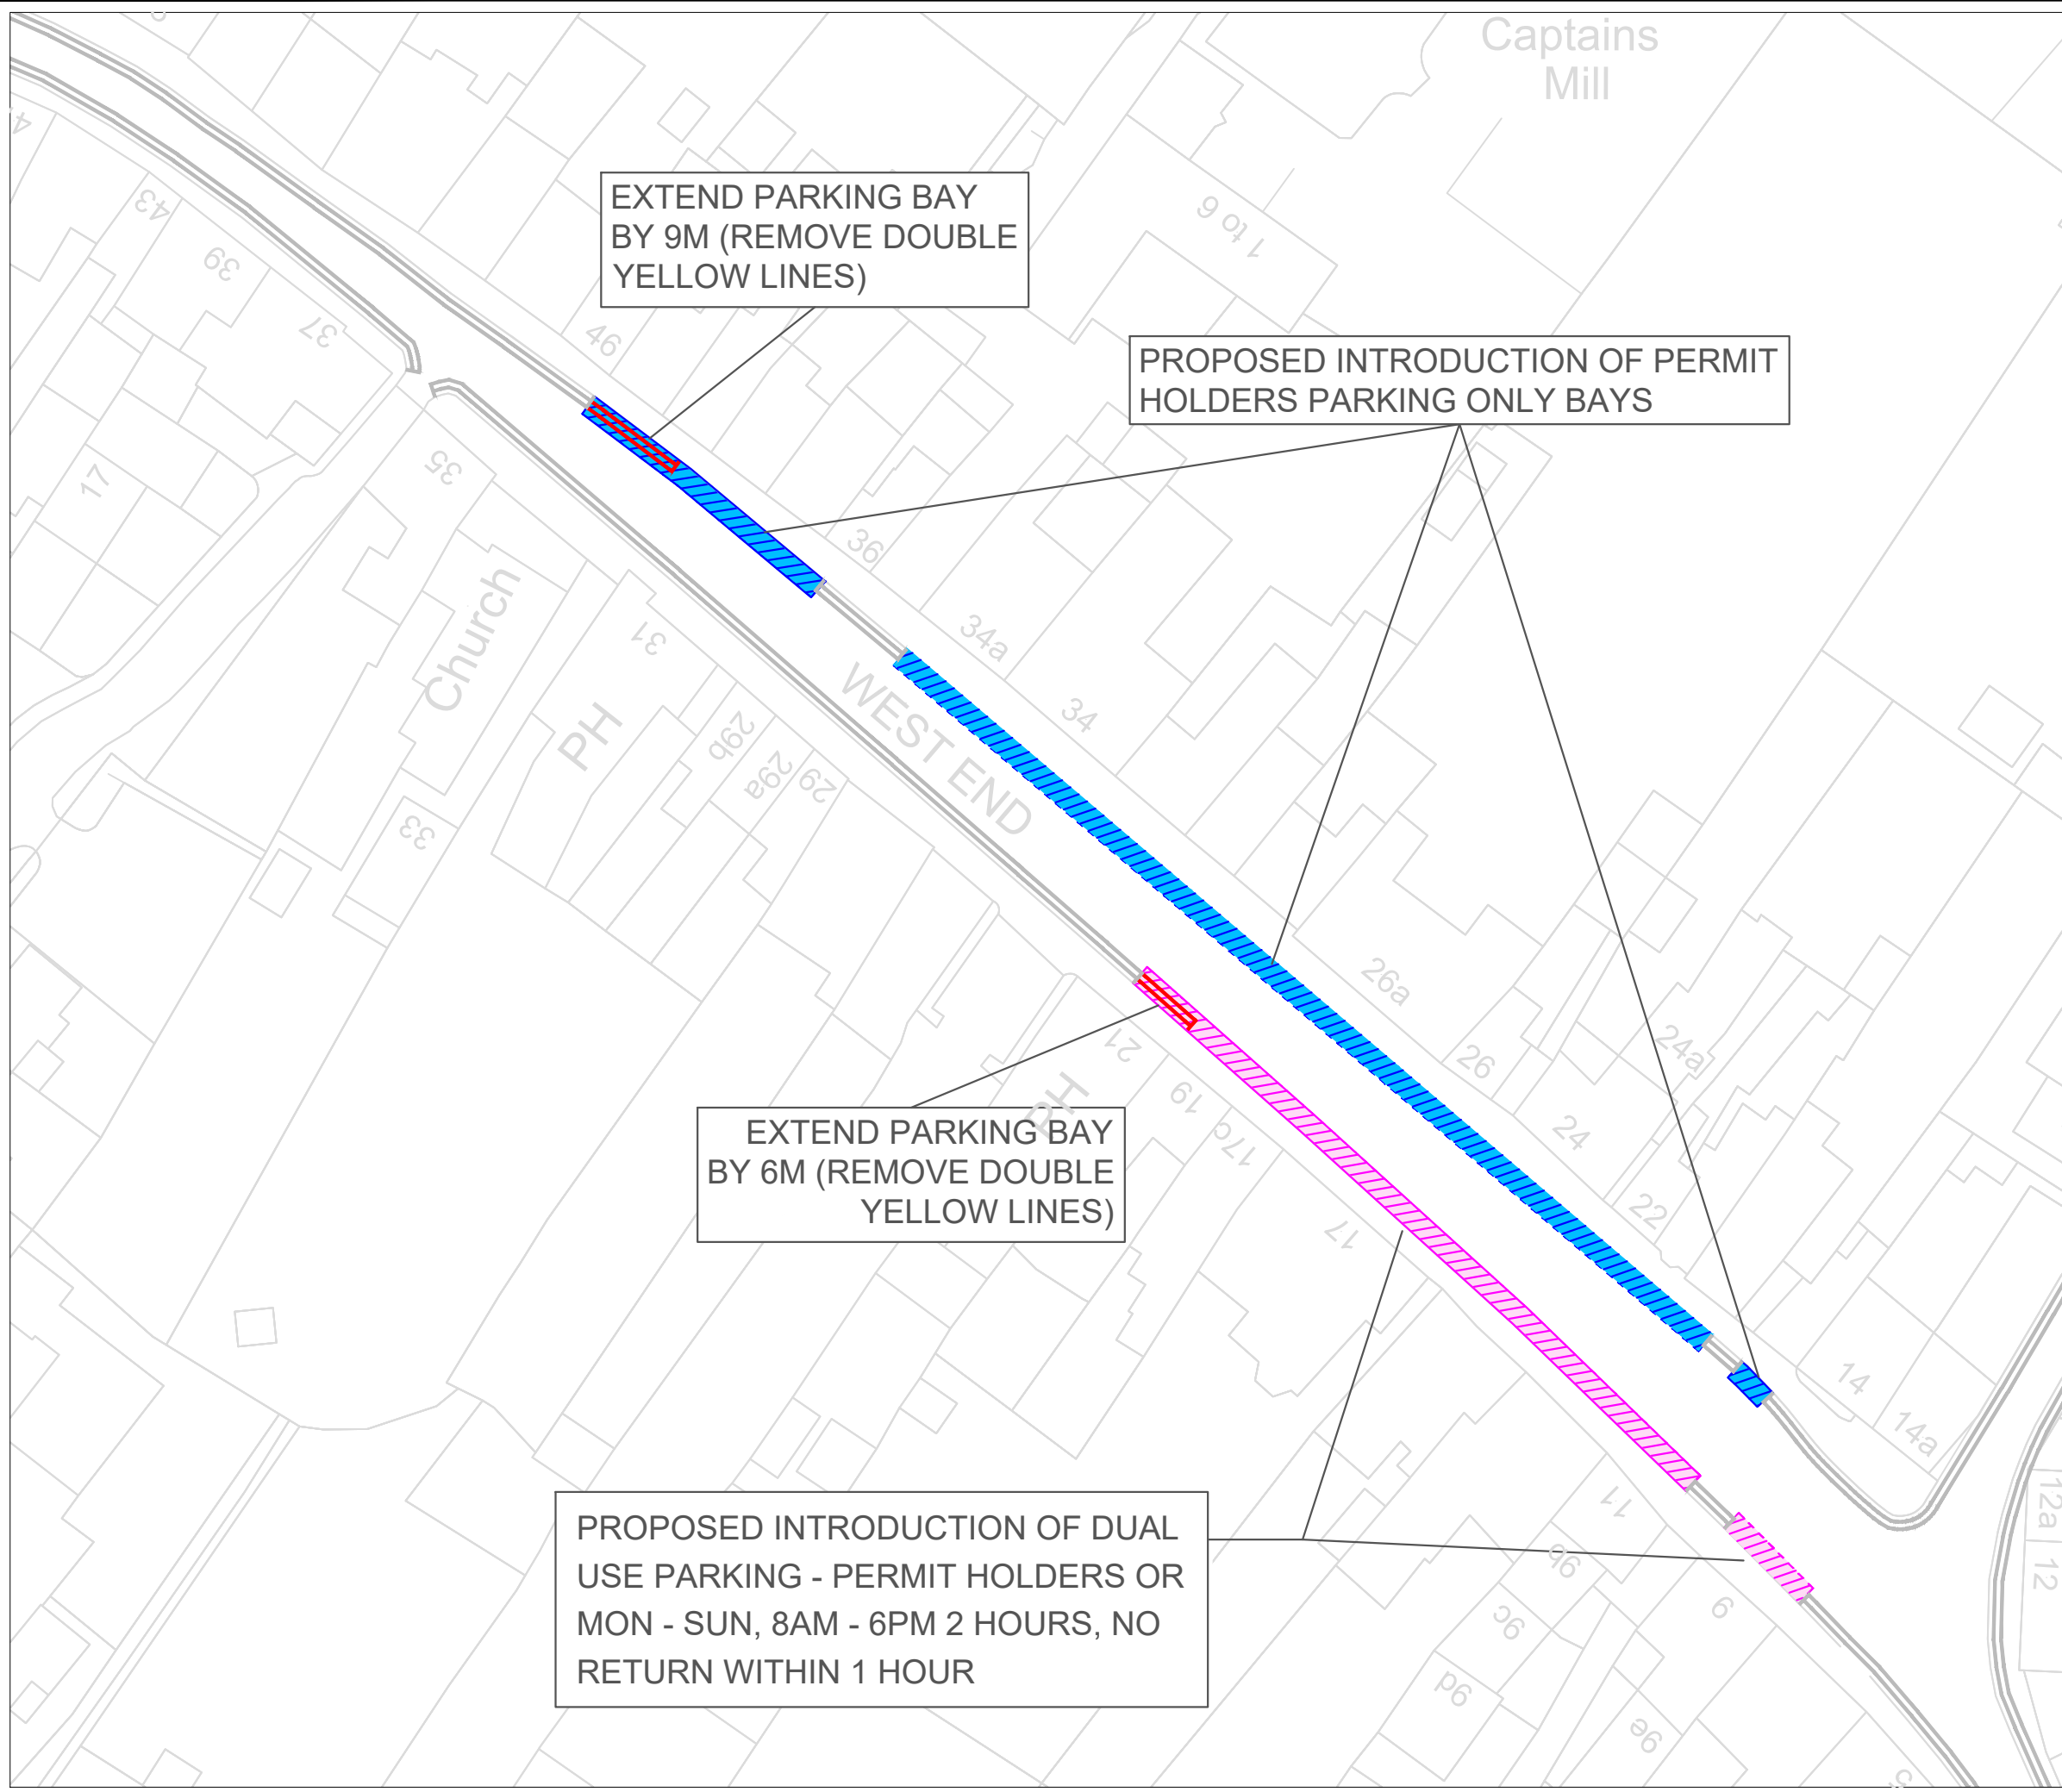 Captains
Mill
EXTEND PARKING BAY
BY 9M (REMOVE DOUBLE
YELLOW LINES)
1 to 6
43
39
37
46
PROPOSED INTRODUCTION OF PERMIT
HOLDERS PARKING ONLY BAYS
17
35
36
Church
31
34a
34
PH
WEST END
29b
29a
29
33
26a
26
24a
24
22
21
19
PH
17a
17
EXTEND PARKING BAY
BY 6M (REMOVE DOUBLE
YELLOW LINES)
14
14a
12a
12
11
PROPOSED INTRODUCTION OF DUAL
USE PARKING - PERMIT HOLDERS OR
MON - SUN, 8AM - 6PM 2 HOURS, NO
RETURN WITHIN 1 HOUR
9b
9
9c
9d
9e